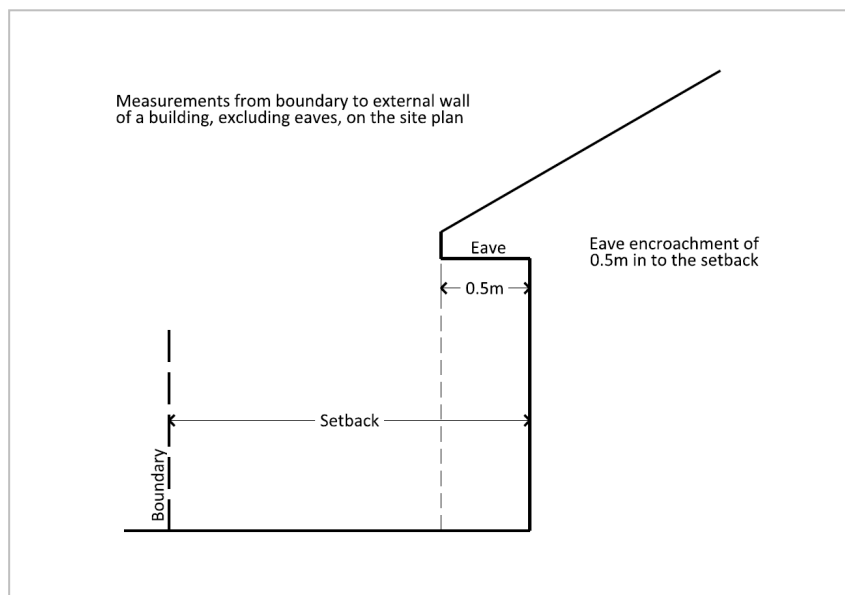 Measurements from boundary to external wall
of a building, excluding eaves, on the site plan
Eave
Eave encroachment of
0.5m in to the setback
0.5m
Setback
Boundary